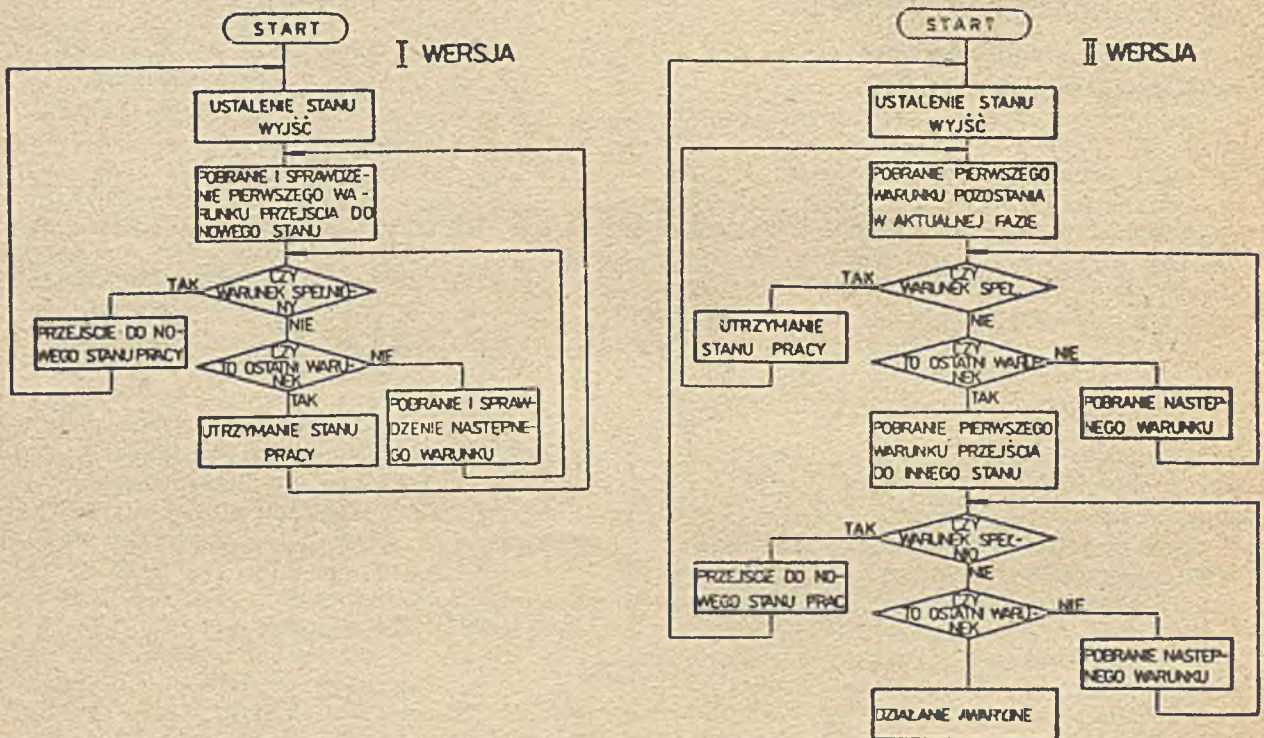 START
I WERSJA
USTALENIE STANU
WYJŚĆ
POBRANIE I SPRAWDZE-
NIE PIERWSZEGO WA-
RUNKU PRZEJŚCIA DO
NOWEGO STANU
TAK
CZY
WARUNEK SPEŁNIO-
NY
NIE
PRZEJŚCIE DO NO-
WEGO STANU PRACY
CZY
TO OSTATNI WARU-
NEK
NIE
TAK
UTRZYMANIE STANU
PRACY
POBRANIE I SPRAW-
DZENIE NASTĘPNE-
GO WARUNKU
START
II WERSJA
USTALENIE STANU
WYJŚĆ
POBRANIE PIERWSZEGO
WARUNKU POZOSTANIA
W AKTUALNEJ FAZIE
TAK
CZY
WARUNEK SPEŁ.
NIE
UTRZYMANIE
STANU PRACY
CZY
TO OSTATNI WARU-
NEK
NIE
TAK
POBRANIE NASTĘP-
NEGO WARUNKU
POBRANIE PIERWSZEGO
WARUNKU PRZEJŚCIA
DO INNEGO STANU
TAK
CZY
WARUNEK SPEŁ-
NIO
NIE
PRZEJŚCIE DO NO-
WEGO STANU PRAC
CZY
TO OSTATNI WARU-
NEK
NIE
POBRANIE NASTĘP-
NEGO WARUNKU
DZIAŁANIE AWARYJNE